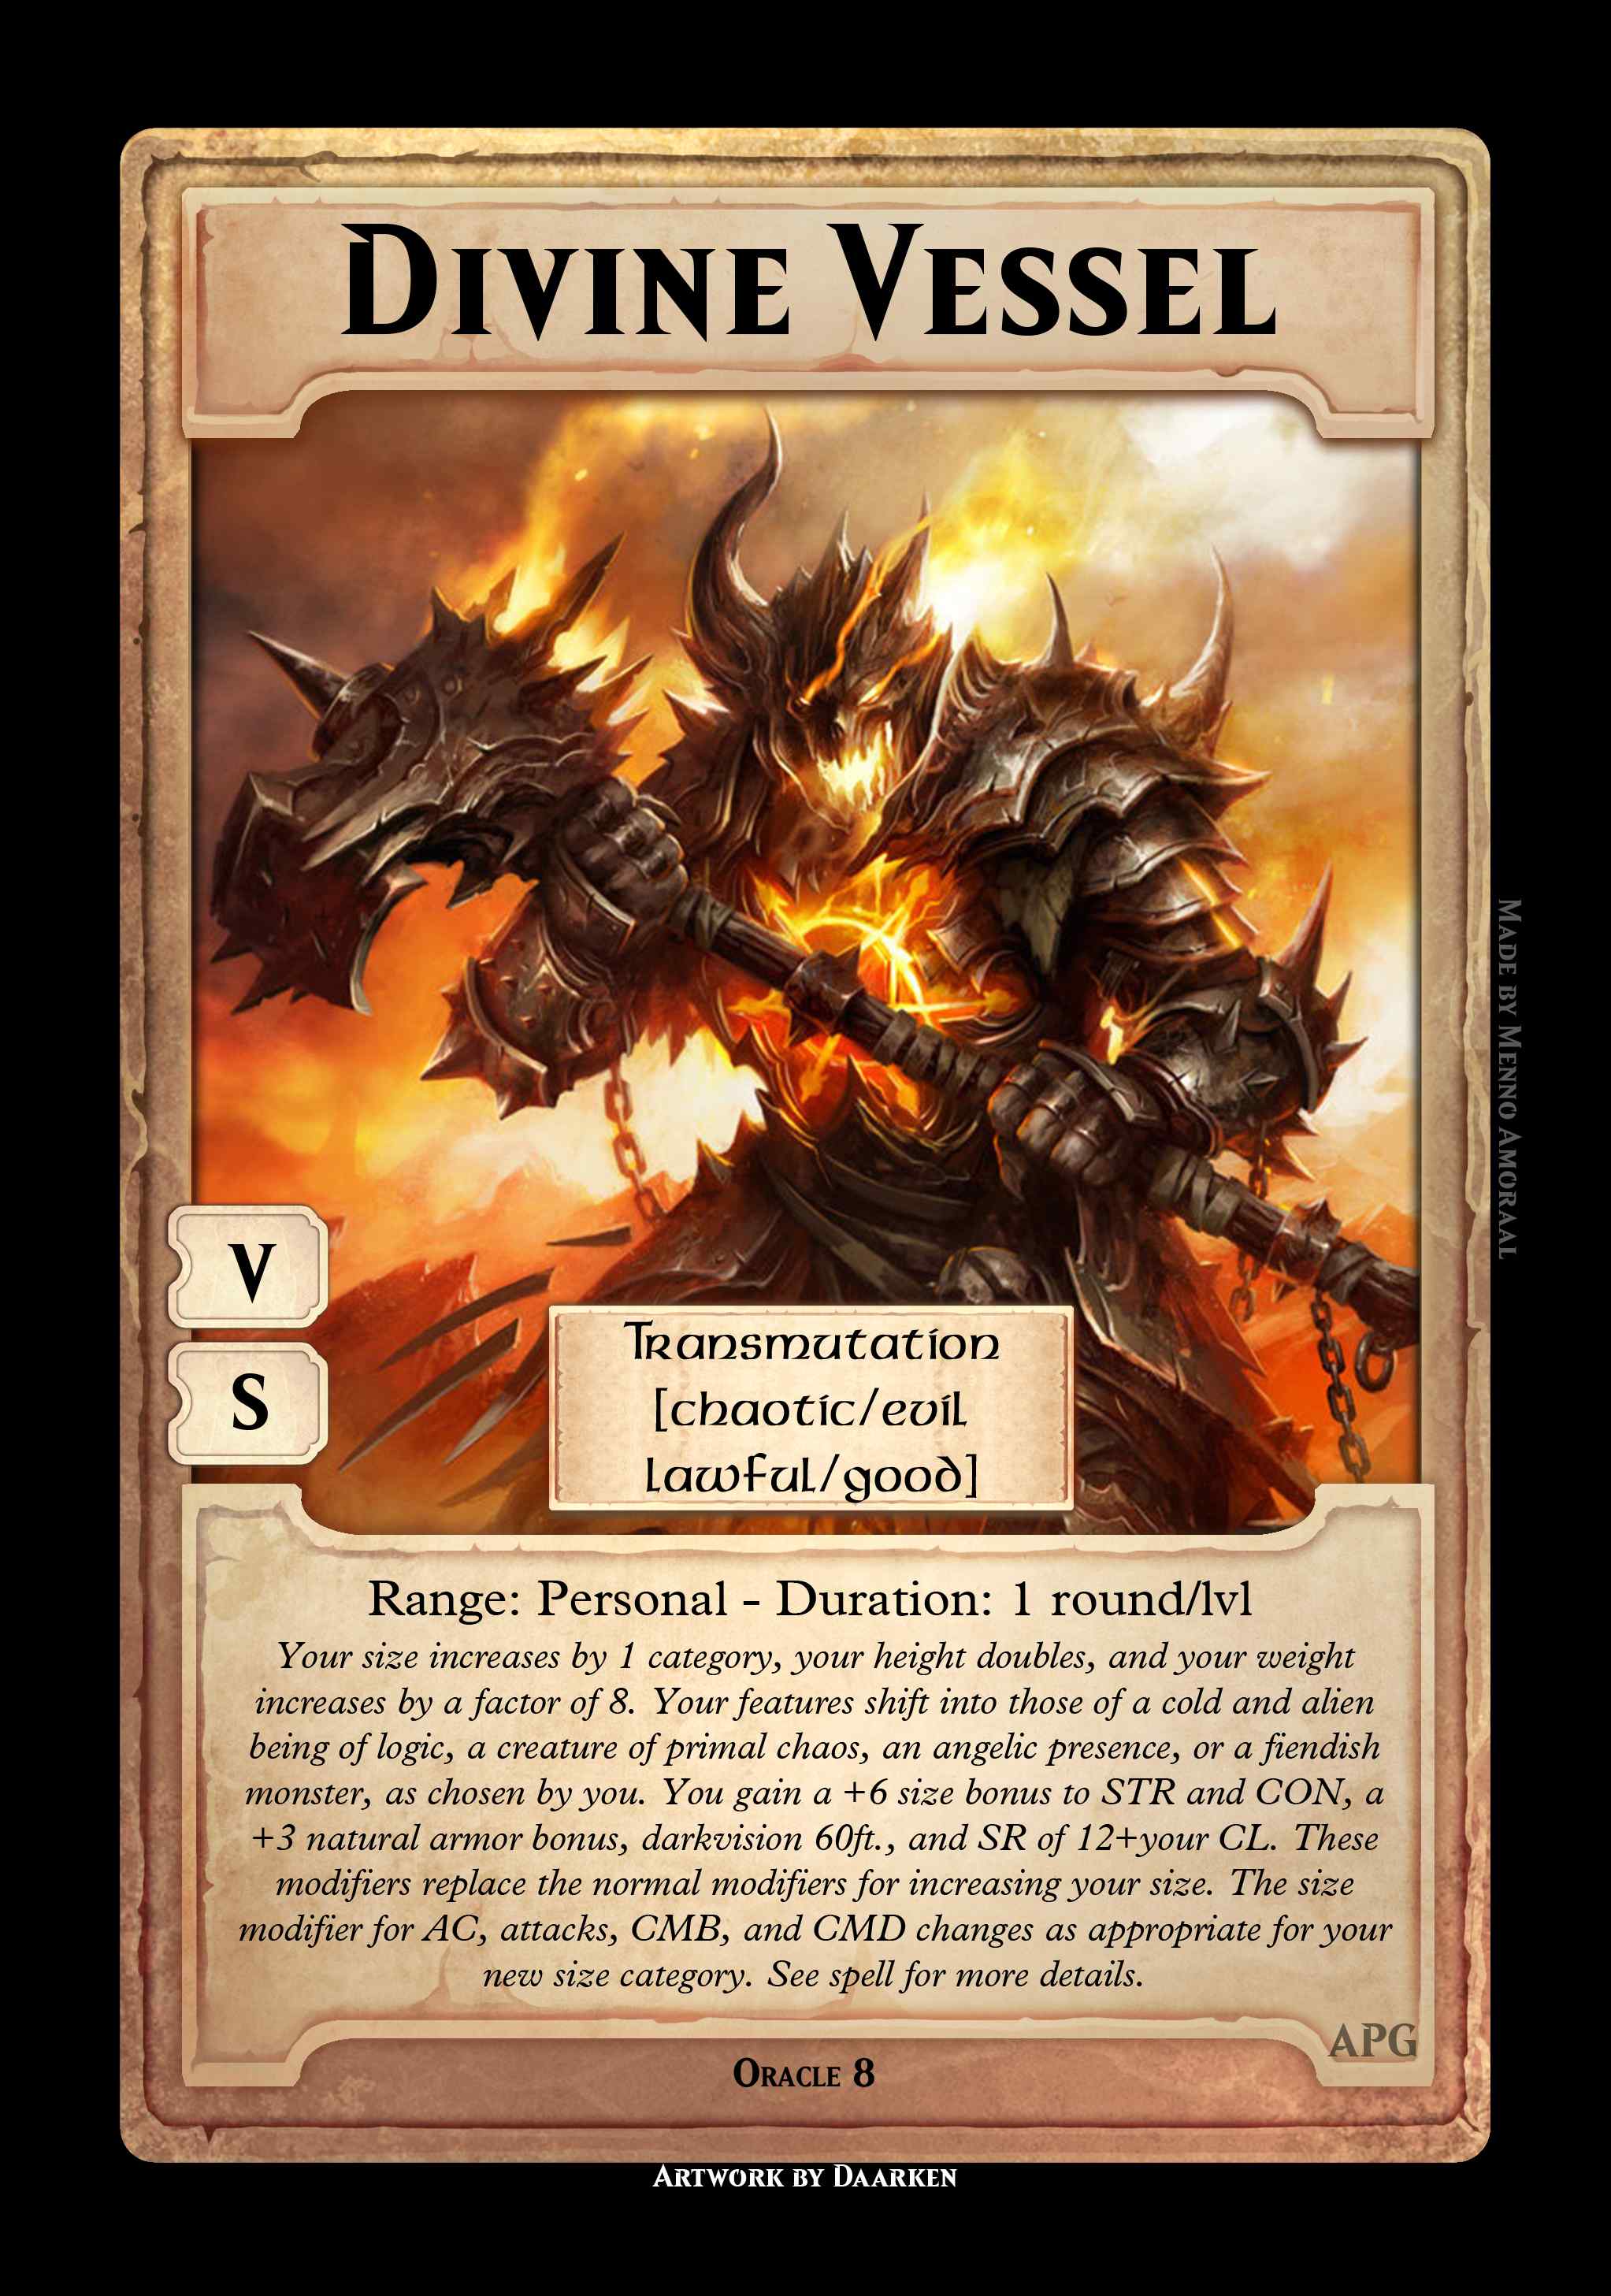 Divine Vessel
V
S
Transmutation
[chaotic/evil
lawful/good]
Range: Personal - Duration: 1 round/lvl
Your size increases by 1 category, your height doubles, and your weight
increases by a factor of 8. Your features shift into those of a cold and alien
being of logic, a creature of primal chaos, an angelic presence, or a fiendish
monster, as chosen by you. You gain a +6 size bonus to STR and CON, a
+3 natural armor bonus, darkvision 60ft., and SR of 12+your CL. These
modifiers replace the normal modifiers for increasing your size. The size
modifier for AC, attacks, CMB, and CMD changes as appropriate for your
new size category. See spell for more details.
APG
Oracle 8
Artwork by Daarken
Made by Menno Amoraal